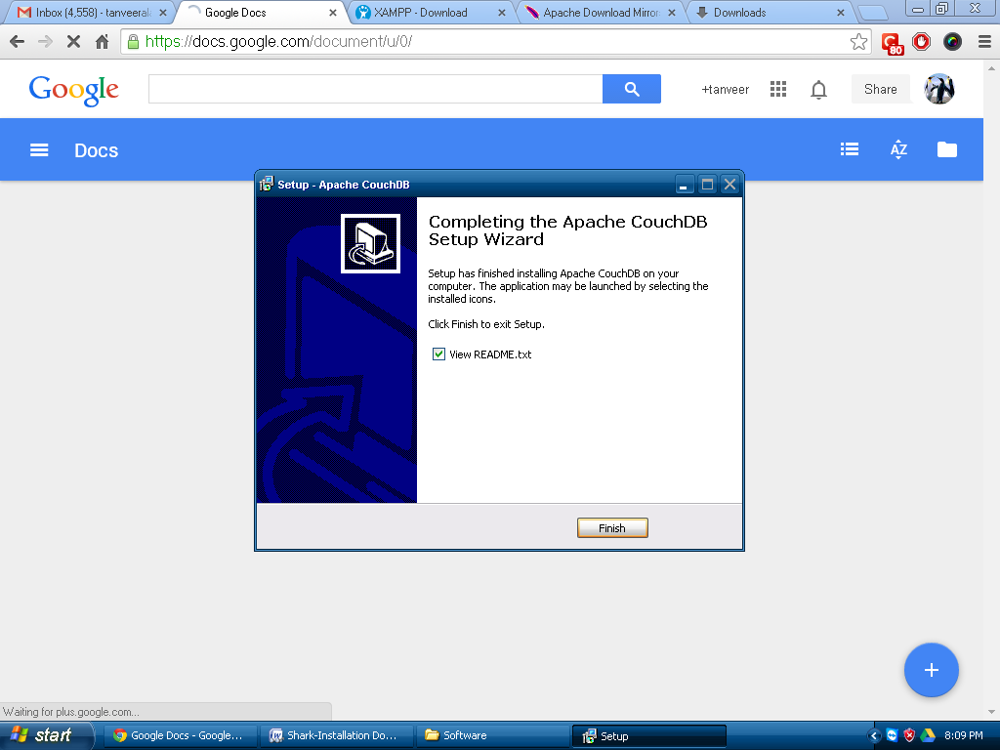 Inbox (4,558) - tanveeral
Google Docs
XAMPP - Download
Apache Download Mirror
Downloads
https://docs.google.com/document/u/0/
80
Google
+tanveer
Share
Docs
AZ
Setup - Apache CouchDB
Completing the Apache CouchDB
Setup Wizard
Setup has finished installing Apache CouchDB on your
computer. The application may be launched by selecting the
installed icons.
Click Finish to exit Setup.
View README.txt
Finish
Waiting for plus.google.com...
start
Google Docs - Google...
Shark-Installation Do...
Software
Setup
8:09 PM